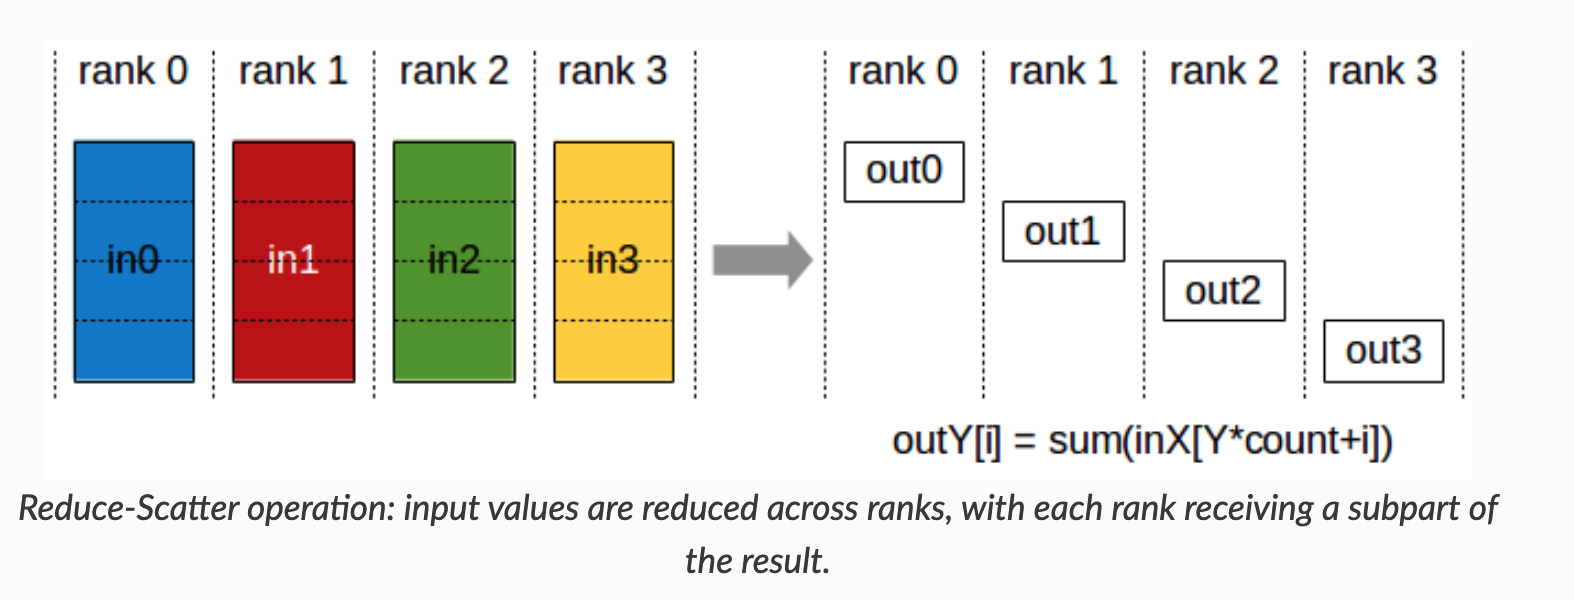 rank 0 rank 1 rank 2 rank 3 rank 0 rank 1 rank 2 rank 3
out0
out1
in0 in1 in2 in3
out2
out3
outY[i] = sum(inX[Y*count+i])
Reduce-Scatter operation: input values are reduced across ranks, with each rank receiving a subpart of
the result.